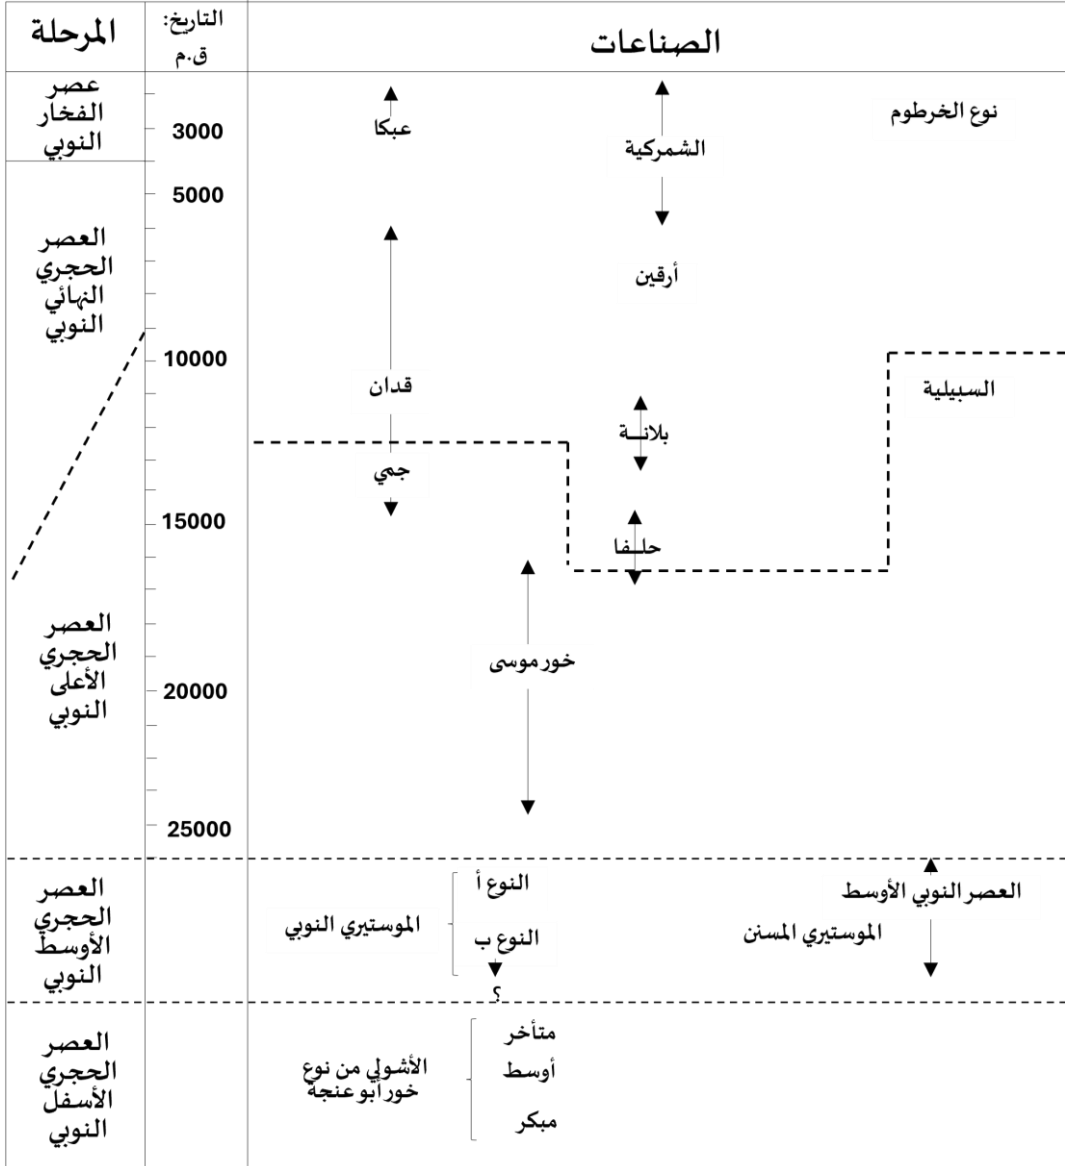 المرحلة
التاريخ:
ق.م
الصناعات
عصر
الفخار
النوبي
3000
عبكا
الشمركية
نوع الخرطوم
5000
العصر
الحجري
النهائي
النوبي
أرقين
10000
قدان
السبيلية
بلانــة
جمي
15000
حلــفا
العصر
الحجري
الأعلى
النوبي
خور موسى
20000
25000
العصر
الحجري
الأوسط
النوبي
الموستيري النوبي
النوع أ
النوع ب
؟
العصر النوبي الأوسط
الموستيري المسنن
العصر
الحجري
الأسفل
النوبي
الأشولي من نوع
خور أبو عنجة
متأخر
أوسط
مبكر